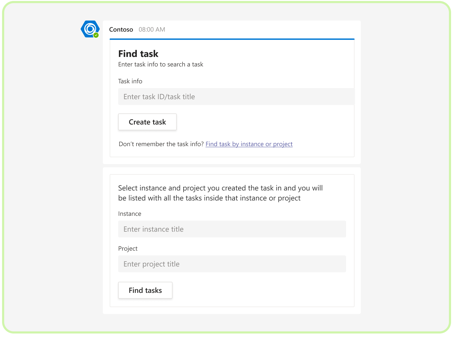 Contoso 08:00 AM
Find task
Enter task info to search a task
Task info
Enter task ID/task title
Create task
Don't remember the task info? Find task by instance or project
Select instance and project you created the task in and you will
be listed with all the tasks inside that instance or project
Instance
Enter instance title
Project
Enter project title
Find tasks